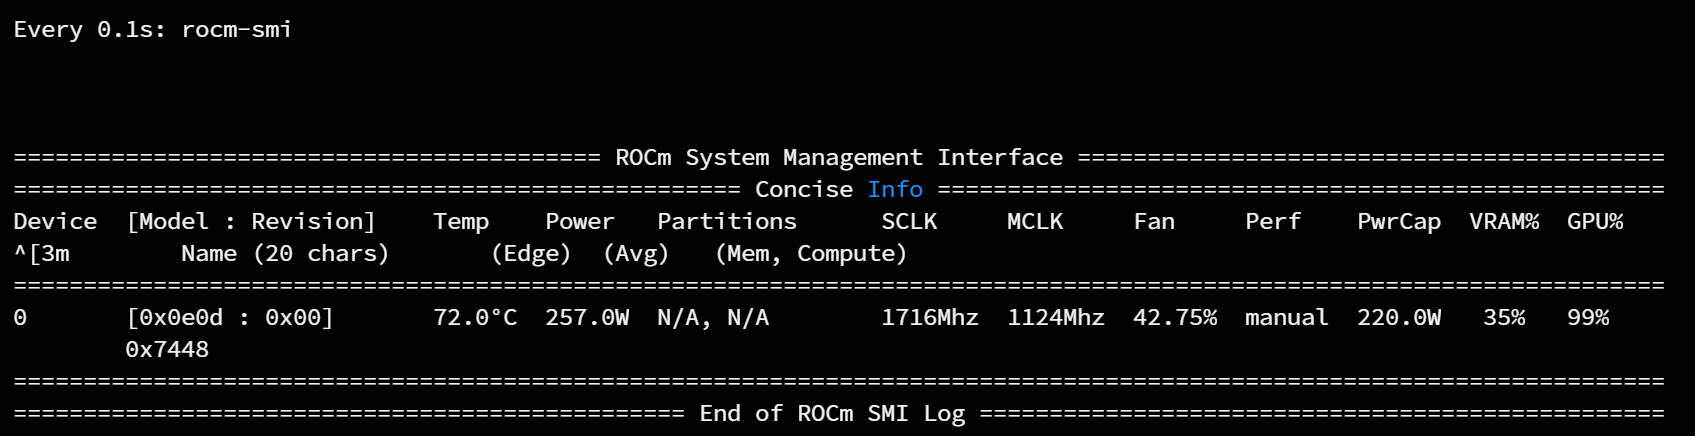 Every 0.1s: rocm-smi
========================================== ROCm System Management Interface ==========================================
==================================================== Concise Info ====================================================
Device  [Model : Revision]    Temp    Power   Partitions      SCLK     MCLK     Fan     Perf    PwrCap  VRAM%  GPU%
^[3m        Name (20 chars)       (Edge)  (Avg)   (Mem, Compute)
======================================================================================================================
0       [0x0e0d : 0x00]       72.0°C  257.0W  N/A, N/A        1716Mhz  1124Mhz  42.75%  manual  220.0W   35%   99%
        0x7448
======================================================================================================================
================================================ End of ROCm SMI Log =================================================